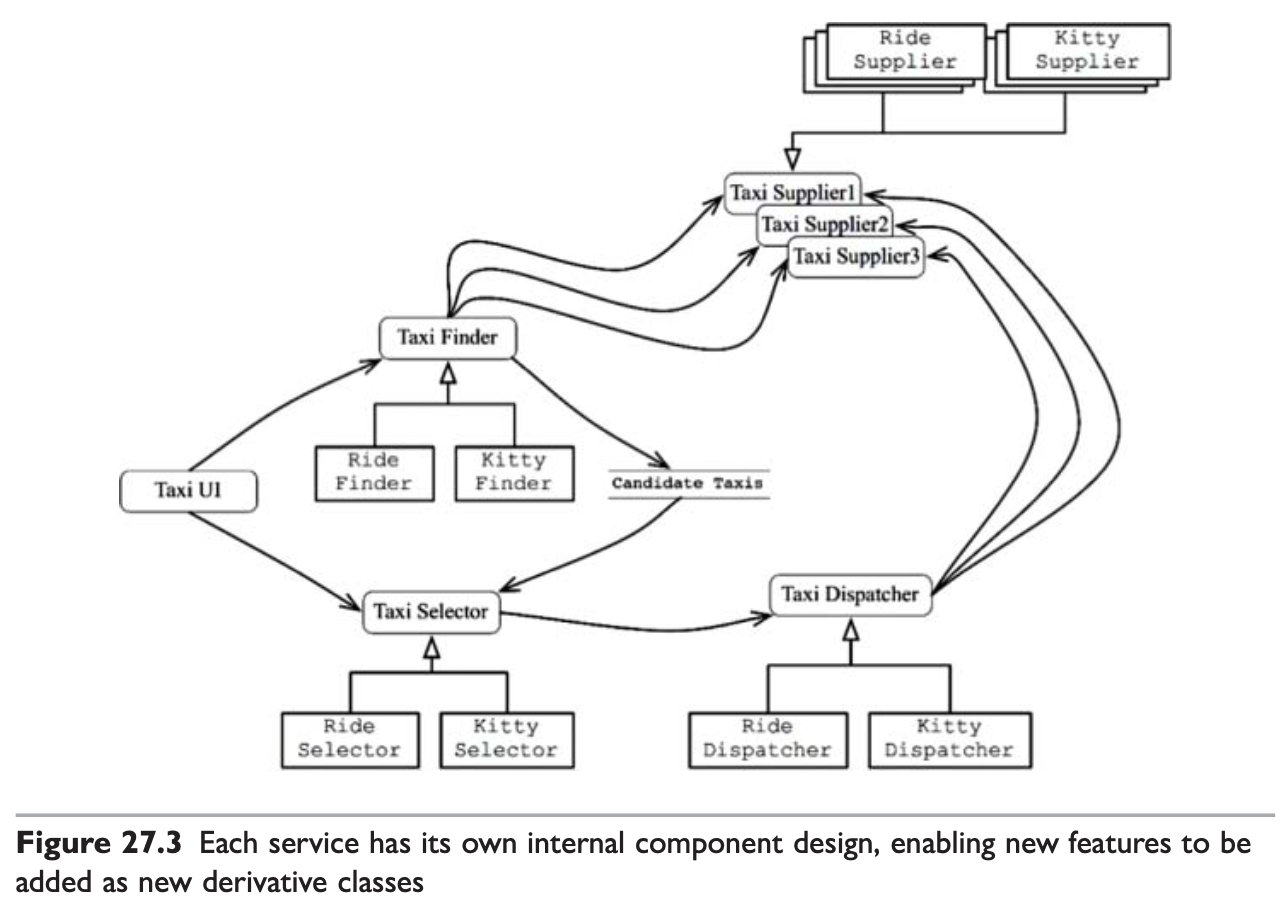 Ride
Supplier
Kitty
Supplier
Taxi Supplier1
Taxi Supplier2
Taxi Supplier3
Taxi Finder
Ride
Finder
Kitty
Finder
Taxi UI
Candidate Taxis
Taxi Selector
Taxi Dispatcher
Ride
Selector
Kitty
Selector
Ride
Dispatcher
Kitty
Dispatcher
Figure 27.3 Each service has its own internal component design, enabling new features to be
added as new derivative classes